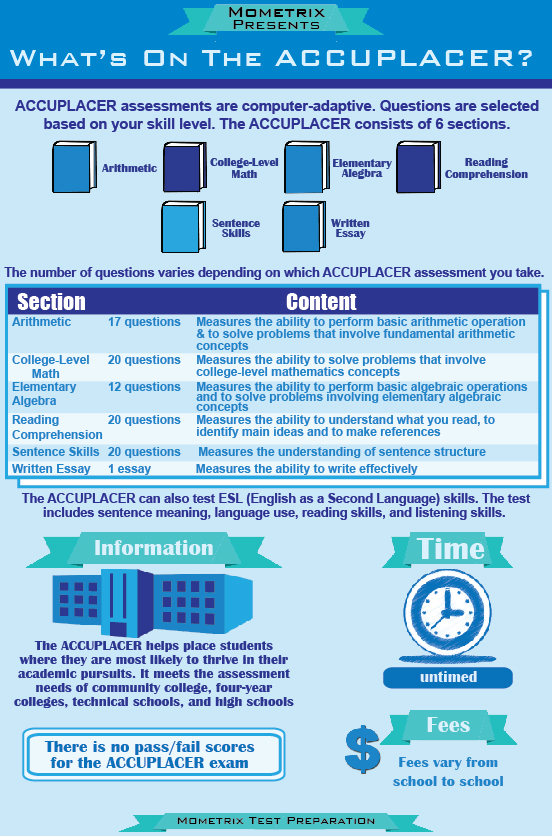 MOMETRIX
PRESENTS
WHAT'S ON THE ACCUPLACER?
ACCUPLACER assessments are computer-adaptive. Questions are selected
based on your skill level. The ACCUPLACER consists of 6 sections.
Arithmetic
College-Level
Math
Elementary
Alegbra
Reading
Comprehension
Sentence
Skills
Written
Essay
The number of questions varies depending on which ACCUPLACER assessment you take.
Section Content
Arithmetic 17 questions Measures the ability to perform basic arithmetic operation
& to solve problems that involve fundamental arithmetic
concepts
College-Level 20 questions Measures the ability to solve problems that involve
Math college-level mathematics concepts
Elementary 12 questions Measures the ability to perform basic algebraic operations
Algebra and to solve problems involving elementary algebraic
concepts
Reading 20 questions Measures the ability to understand what you read, to
Comprehension identify main ideas and to make references
Sentence Skills 20 questions Measures the understanding of sentence structure
Written Essay 1 essay Measures the ability to write effectively
The ACCUPLACER can also test ESL (English as a Second Language) skills. The test
includes sentence meaning, language use, reading skills, and listening skills.
Information
The ACCUPLACER helps place students
where they are most likely to thrive in their
academic pursuits. It meets the assessment
needs of community college, four-year
colleges, technical schools, and high schools
There is no pass/fail scores
for the ACCUPLACER exam
Time
untimed
Fees
$
Fees vary from
school to school
MOMETRIX TEST PREPARATION